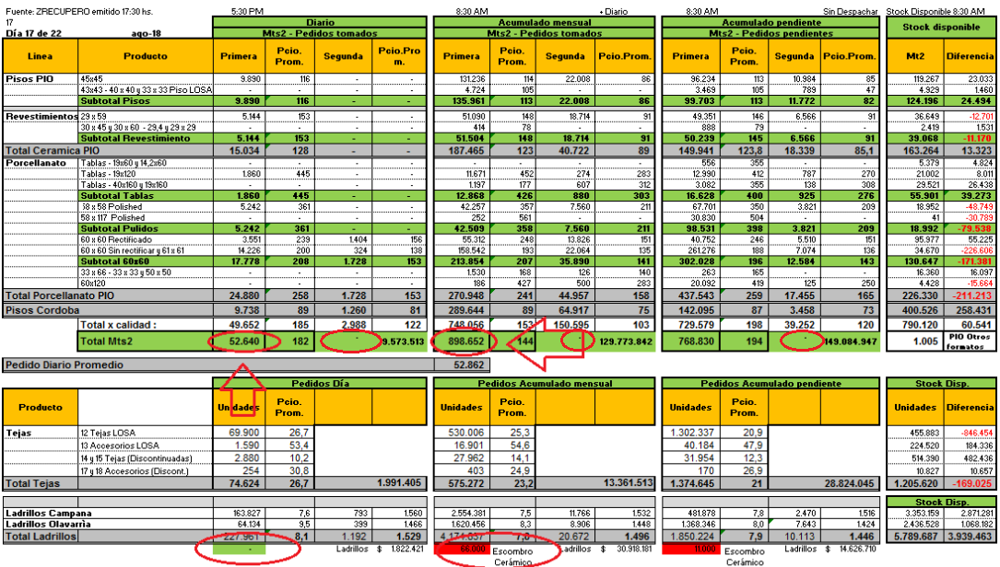 Fuente: ZRECUPERO emitido 17:30 hs. 5:30 PM 8:30 AM + Diario 8:30 AM Sin Despachar Stock Disponible 8:30 AM
17 Diario Acumulado mensual Acumulado pendiente Stock disponible
Día 17 de 22 ago-18 Mts2 - Pedidos tomados Mts2 - Pedidos tomados Mts2 - Pedidos pendientes
Linea Producto Primera Pcio. Prom. Segunda Pcio.Pro m. Primera Pcio. Prom. Segunda Pcio.Prom. Primera Pcio. Prom. Segunda Pcio.Prom. Mt2 Diferencia
Pisos PIO 45x45 9.890 116 - - 131.236 114 22.008 86 96.234 113 10.984 85 119.267 23.033
43x43 - 40 x 40 y 33 x 33 Piso LOSA - - - - 4.724 105 - - 3.469 105 789 47 4.929 1.460
Subtotal Pisos 9.890 116 - - 135.961 113 22.008 86 99.703 113 11.772 82 124.196 24.494
Revestimientos 29 x 59 5.144 153 - - 51.090 148 18.714 91 49.351 146 6.566 91 36.649 -12.701
30 x 45 y 30 x 60 - 29,4 y 29 x 29 - - - - 414 78 - - 888 79 - - 2.419 1.531
Subtotal Revestimiento 5.144 153 - - 51.504 148 18.714 91 50.239 145 6.566 91 39.068 -11.170
Total Ceramica PIO 15.034 128 - - 187.465 123 40.722 89 149.941 123,8 18.339 85,1 163.264 13.323
Porcellanato Tablas - 19x60 y 14,2x60 - - - - - - - - 556 355 - - 5.379 4.824
Tablas - 19x120 1.860 445 - - 11.671 452 274 283 12.990 412 787 270 21.002 8.011
Tablas - 40x160 y 19x160 - - - - 1.197 177 607 312 3.082 355 138 308 29.521 26.438
Subtotal Tablas 1.860 445 - - 12.868 426 880 303 16.628 400 925 276 55.901 39.273
58 x 58 Polished 5.242 361 - - 42.257 357 7.560 211 67.701 350 3.821 209 18.952 -48.749
58 x 117 Polished - - - - 252 561 - - 30.830 504 - - 41 -30.789
Subtotal Pulidos 5.242 361 - - 42.509 358 7.560 211 98.531 398 3.821 209 18.992 -79.538
60 x 60 Rectificado 3.551 239 1.404 156 55.312 248 13.826 151 40.752 246 5.510 151 95.977 55.225
60 x 60 Sin rectificar y 61 x 61 14.226 200 324 138 158.542 193 22.064 135 261.276 188 7.074 136 34.670 -226.606
Subtotal 60x60 17.778 208 1.728 153 213.854 207 35.890 141 302.028 196 12.584 143 130.647 -171.381
33 x 66 - 33 x 33 y 50 x 50 - - - - 1.530 168 126 140 263 165 - - 16.360 16.097
60x120 - - - - 186 427 500 283 20.092 419 125 250 4.428 -15.664
Total Porcellanato PIO 24.880 258 1.728 153 270.948 241 44.957 158 437.543 259 17.455 165 226.330 -211.213
Pisos Cordoba 9.738 89 1.260 81 289.644 89 64.917 75 142.095 87 3.458 73 400.526 258.431
Total x calidad : 49.652 185 2.988 122 748.056 153 150.595 103 729.579 198 39.252 120 790.120 60.541
Total Mts2 52.640 182 - 9.573.513 898.652 144 - 129.773.842 768.830 194 - 149.084.947 1.005 PIO Otros formatos
Pedido Diario Promedio 52.862
Pedidos Día Pedidos Acumulado mensual Pedidos Acumulado pendiente Stock Disp.
Producto Unidades Pcio. Prom. Unidades Pcio. Prom. Unidades Pcio. Prom. Unidades Diferencia
Tejas 12 Tejas LOSA 69.900 26,7 530.006 25,3 1.302.337 20,9 455.883 -846.454
13 Accesorios LOSA 1.590 53,4 16.901 54,6 40.184 47,9 224.520 184.336
14 y 15 Tejas (Discontinuadas) 2.880 10,2 27.962 14,1 31.954 12,3 514.390 482.436
17 y 18 Accesorios (Discont.) 254 30,8 403 24,9 170 26,9 10.827 10.657
Total Tejas 74.624 26,7 1.991.405 575.272 23,2 13.361.513 1.374.645 21 28.824.045 1.205.620 -169.025
Stock Disp.
Ladrillos Campana 163.827 7,6 793 1.560 2.554.381 7,5 11.766 1.532 481.878 7,8 2.470 1.516 3.353.159 2.871.281
Ladrillos Olavarría 64.134 9,5 399 1.466 1.620.456 8,3 8.906 1.448 1.368.346 8,0 7.643 1.424 2.436.528 1.068.182
Total Ladrillos 227.961 8,1 1.192 1.529 4.174.837 7,8 20.672 1.496 1.850.224 7,9 10.113 1.446 5.789.687 3.939.463
- Ladrillos $ 1.822.421 66.000 Escombro Cerámico Ladrillos $ 30.918.181 11.000 Escombro Cerámico Ladrillos $ 14.626.710